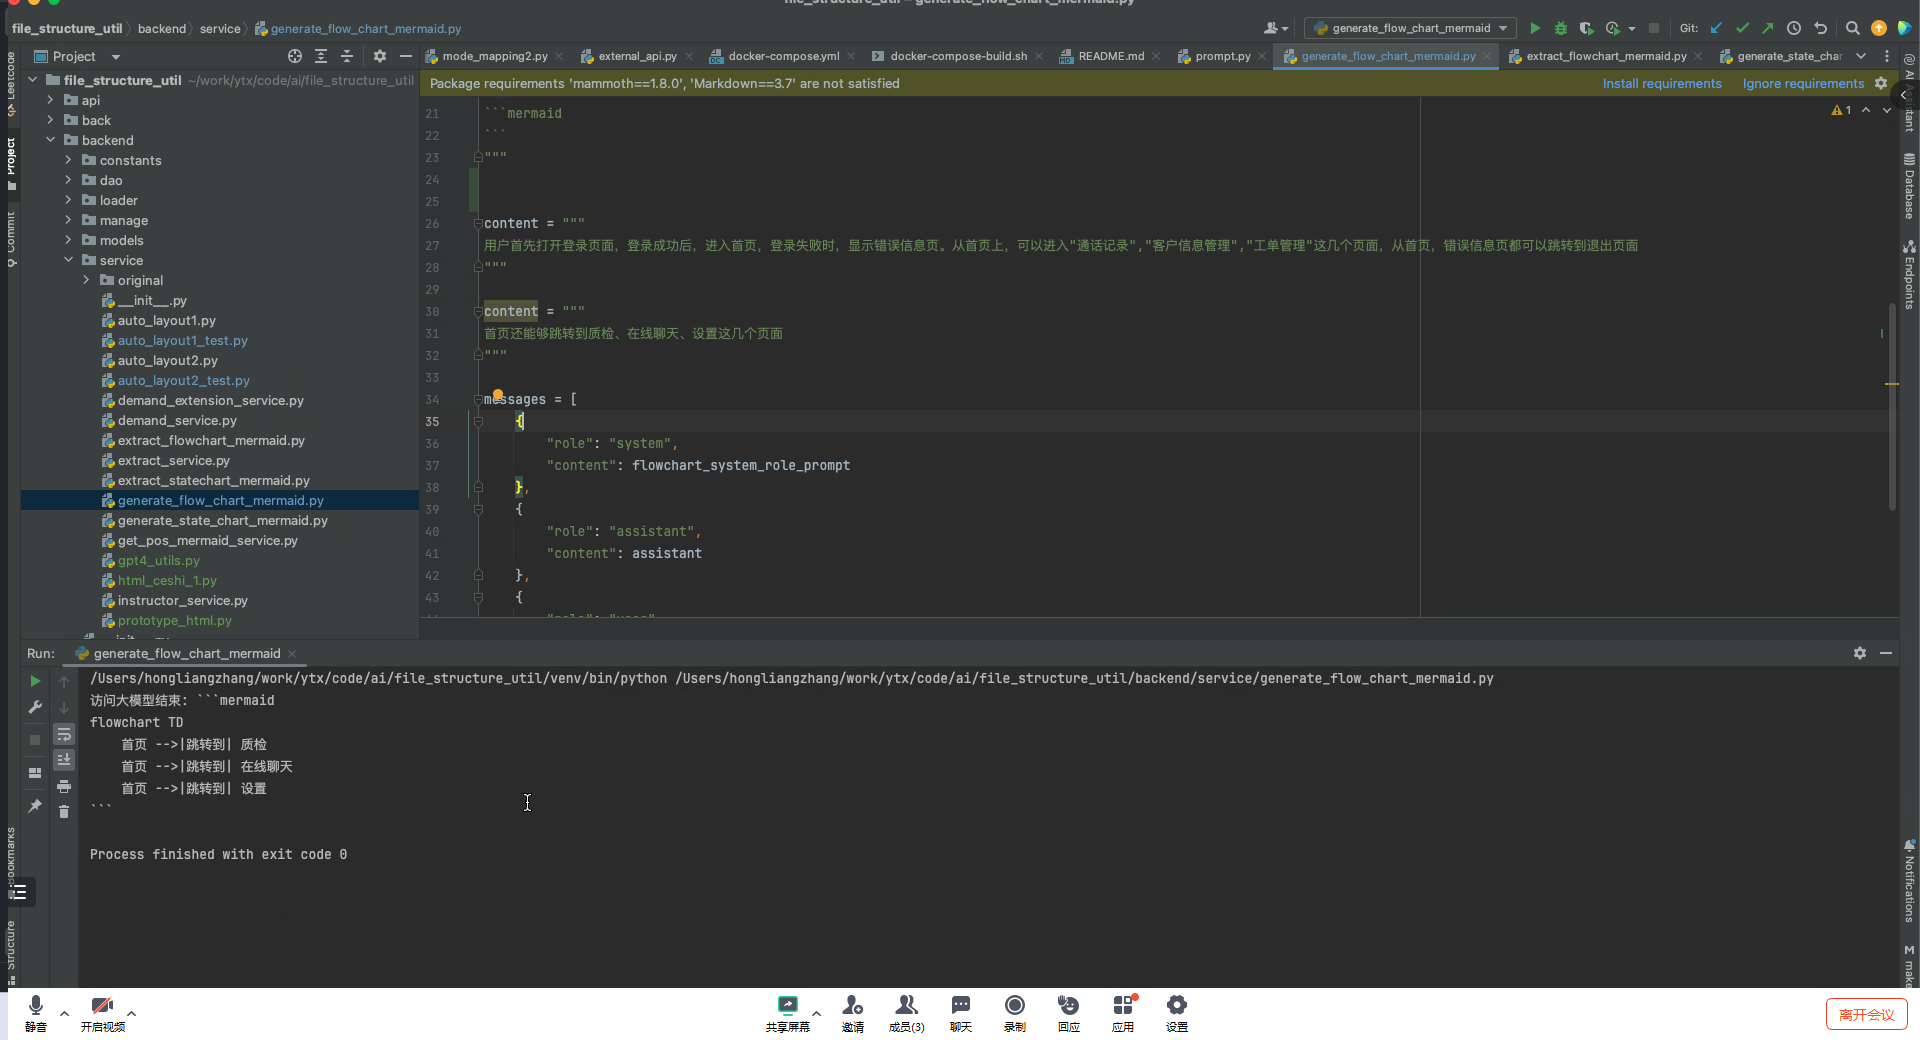 file_structure_util – generate_flow_chart_mermaid.py
file_structure_util backend service generate_flow_chart_mermaid.py
generate_flow_chart_mermaid Git:
Project
mode_mapping2.py external_api.py docker-compose.yml docker-compose-build.sh README.md prompt.py generate_flow_chart_mermaid.py extract_flowchart_mermaid.py generate_state_char
Package requirements 'mammoth==1.8.0', 'Markdown==3.7' are not satisfied Install requirements Ignore requirements
file_structure_util ~/work/ytx/code/ai/file_structure_util
api
back
backend
constants
dao
loader
manage
models
service
original
__init__.py
auto_layout1.py
auto_layout1_test.py
auto_layout2.py
auto_layout2_test.py
demand_extension_service.py
demand_service.py
extract_flowchart_mermaid.py
extract_service.py
extract_statechart_mermaid.py
generate_flow_chart_mermaid.py
generate_state_chart_mermaid.py
get_pos_mermaid_service.py
gpt4_utils.py
html_ceshi_1.py
instructor_service.py
prototype_html.py
21 ```mermaid
22 ```
23 """
24
25
26 content = """
27 用户首先打开登录页面，登录成功后，进入首页，登录失败时，显示错误信息页。从首页上，可以进入"通话记录","客户信息管理","工单管理"这几个页面，从首页，错误信息页都可以跳转到退出页面
28 """
29
30 content = """
31 首页还能够跳转到质检、在线聊天、设置这几个页面
32 """
33
34 messages = [
35 {
36 "role": "system",
37 "content": flowchart_system_role_prompt
38 },
39 {
40 "role": "assistant",
41 "content": assistant
42 },
43 {
1
Leetcode
Project
Commit
Bookmarks
Structure
AI Assistant
Database
Endpoints
Notifications
make
Run: generate_flow_chart_mermaid
/Users/hongliangzhang/work/ytx/code/ai/file_structure_util/venv/bin/python /Users/hongliangzhang/work/ytx/code/ai/file_structure_util/backend/service/generate_flow_chart_mermaid.py
访问大模型结束: ```mermaid
flowchart TD
首页 -->|跳转到| 质检
首页 -->|跳转到| 在线聊天
首页 -->|跳转到| 设置
```
Process finished with exit code 0
静音 开启视频 共享屏幕 邀请 成员(3) 聊天 录制 回应 应用 设置 离开会议